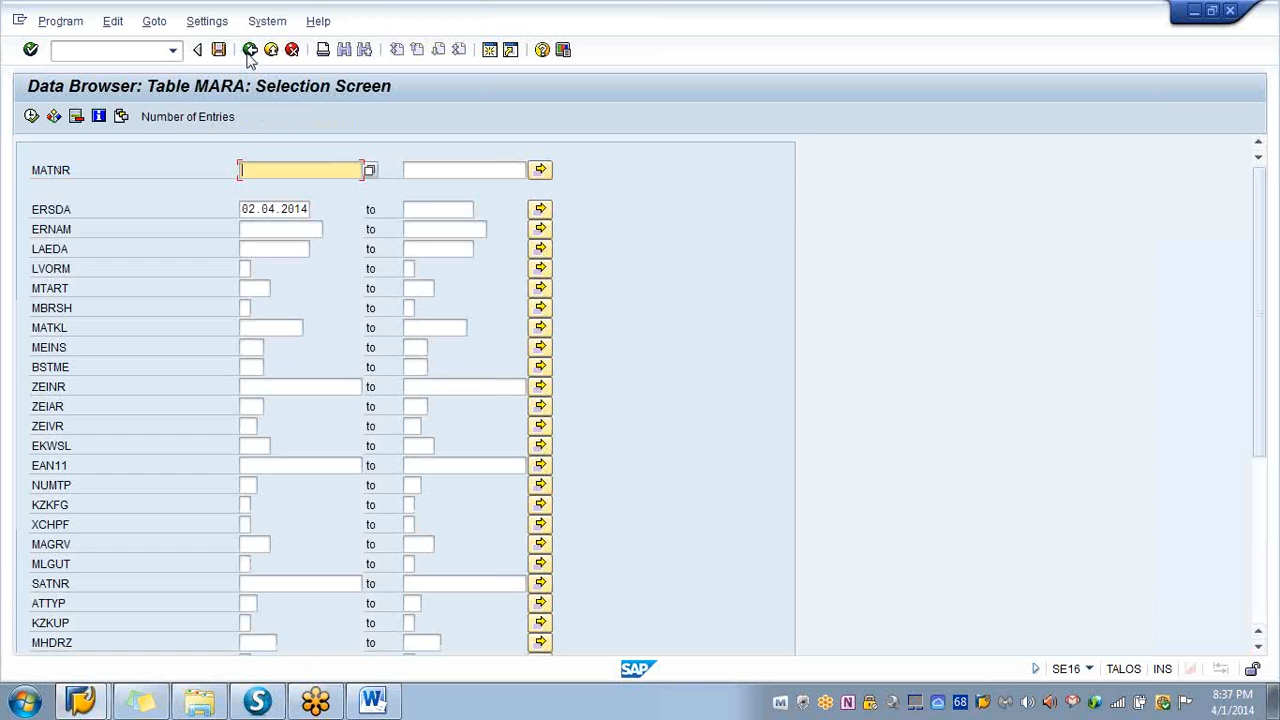 Program Edit Goto Settings System Help
Data Browser: Table MARA: Selection Screen
Number of Entries
MATNR
ERSDA 02.04.2014 to
ERNAM to
LAEDA to
LVORM to
MTART to
MBRSH to
MATKL to
MEINS to
BSTME to
ZEINR to
ZEIAR to
ZEIVR to
EKWSL to
EAN11 to
NUMTP to
KZKFG to
XCHPF to
MAGRV to
MLGUT to
SATNR to
ATTYP to
KZKUP to
MHDRZ to
SAP SE16 TALOS INS
S W M N 68 8:37 PM
4/1/2014